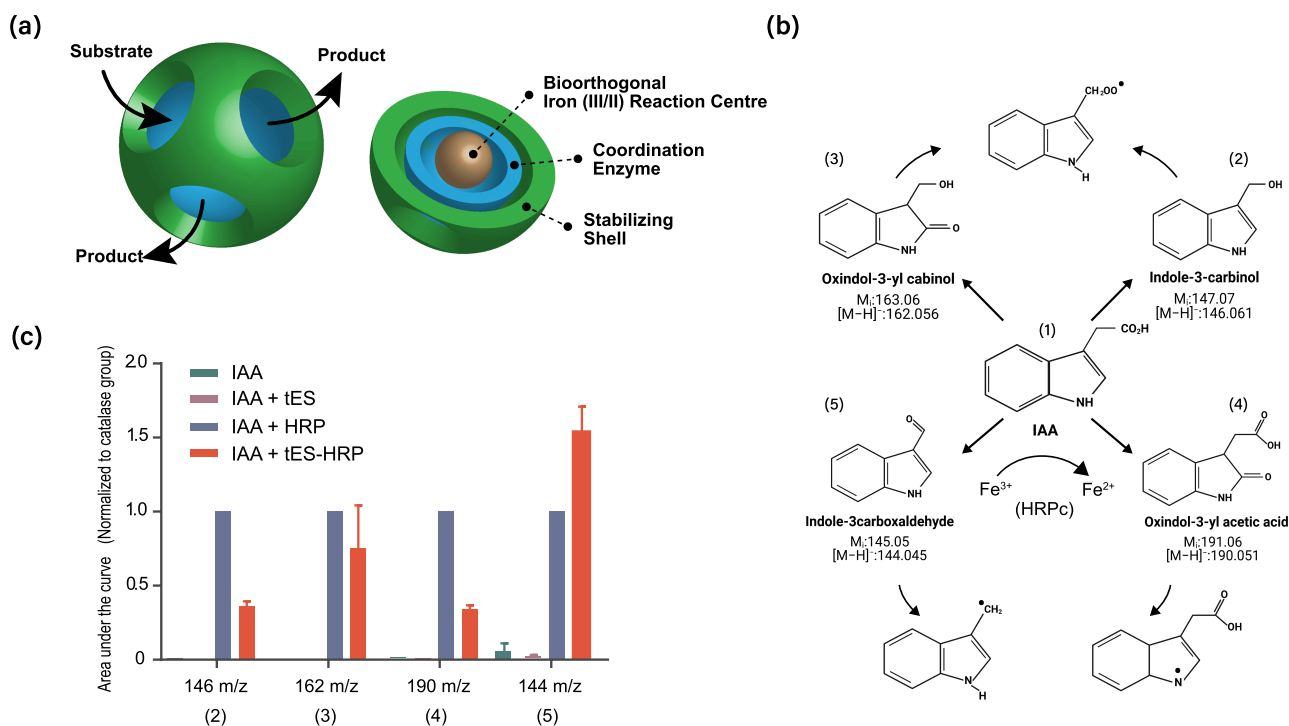 (a)
Substrate
Product
Product
Bioorthogonal
Iron (III/II) Reaction Centre
Coordination
Enzyme
Stabilizing
Shell
(b)
CH₂OO•
N
H
(3)
OH
O
NH
Oxindol-3-yl cabinol
Mᵢ:163.06
[M−H]⁻:162.056
(2)
OH
NH
Indole-3-carbinol
Mᵢ:147.07
[M−H]⁻:146.061
(1)
CO₂H
NH
IAA
Fe³⁺
Fe²⁺
(HRPc)
(5)
O
NH
Indole-3carboxaldehyde
Mᵢ:145.05
[M−H]⁻:144.045
(4)
O
OH
O
NH
Oxindol-3-yl acetic acid
Mᵢ:191.06
[M−H]⁻:190.051
•
CH₂
N
H
O
OH
•
N
(c)
Area under the curve (Normalized to catalase group)
2.0
1.5
1.0
0.5
0
IAA
IAA + tES
IAA + HRP
IAA + tES-HRP
146 m/z
162 m/z
190 m/z
144 m/z
(2)
(3)
(4)
(5)